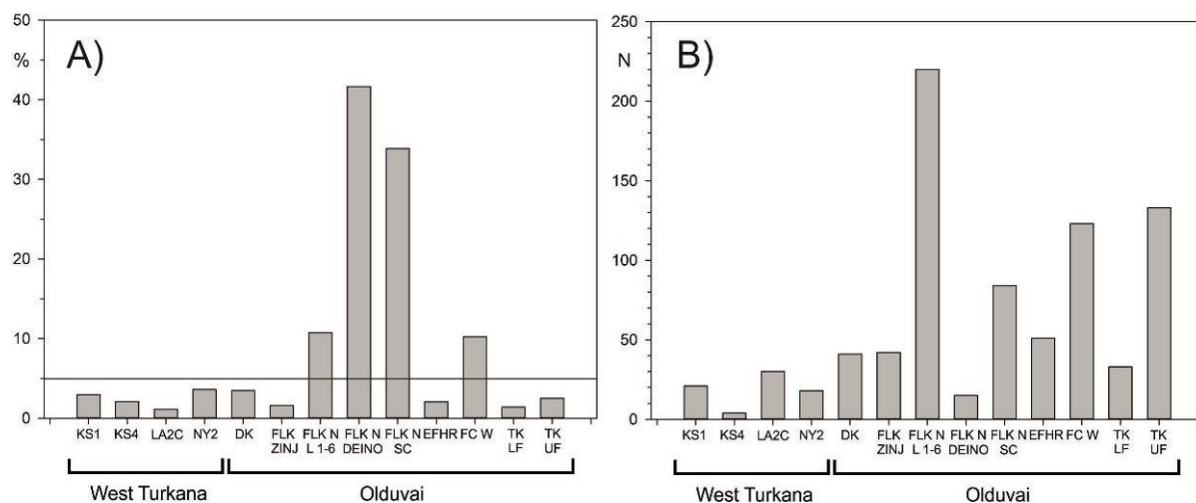 A)
%
50
40
30
20
10
0
KS1 KS4 LA2C NY2 DK FLK ZINJ FLK N L 1-6 FLK N DEINO FLK N SC EFHR FC W TK LF TK UF
West Turkana Olduvai
B)
N
250
200
150
100
50
0
KS1 KS4 LA2C NY2 DK FLK ZINJ FLK N L 1-6 FLK N DEINO FLK N SC EFHR FC W TK LF TK UF
West Turkana Olduvai